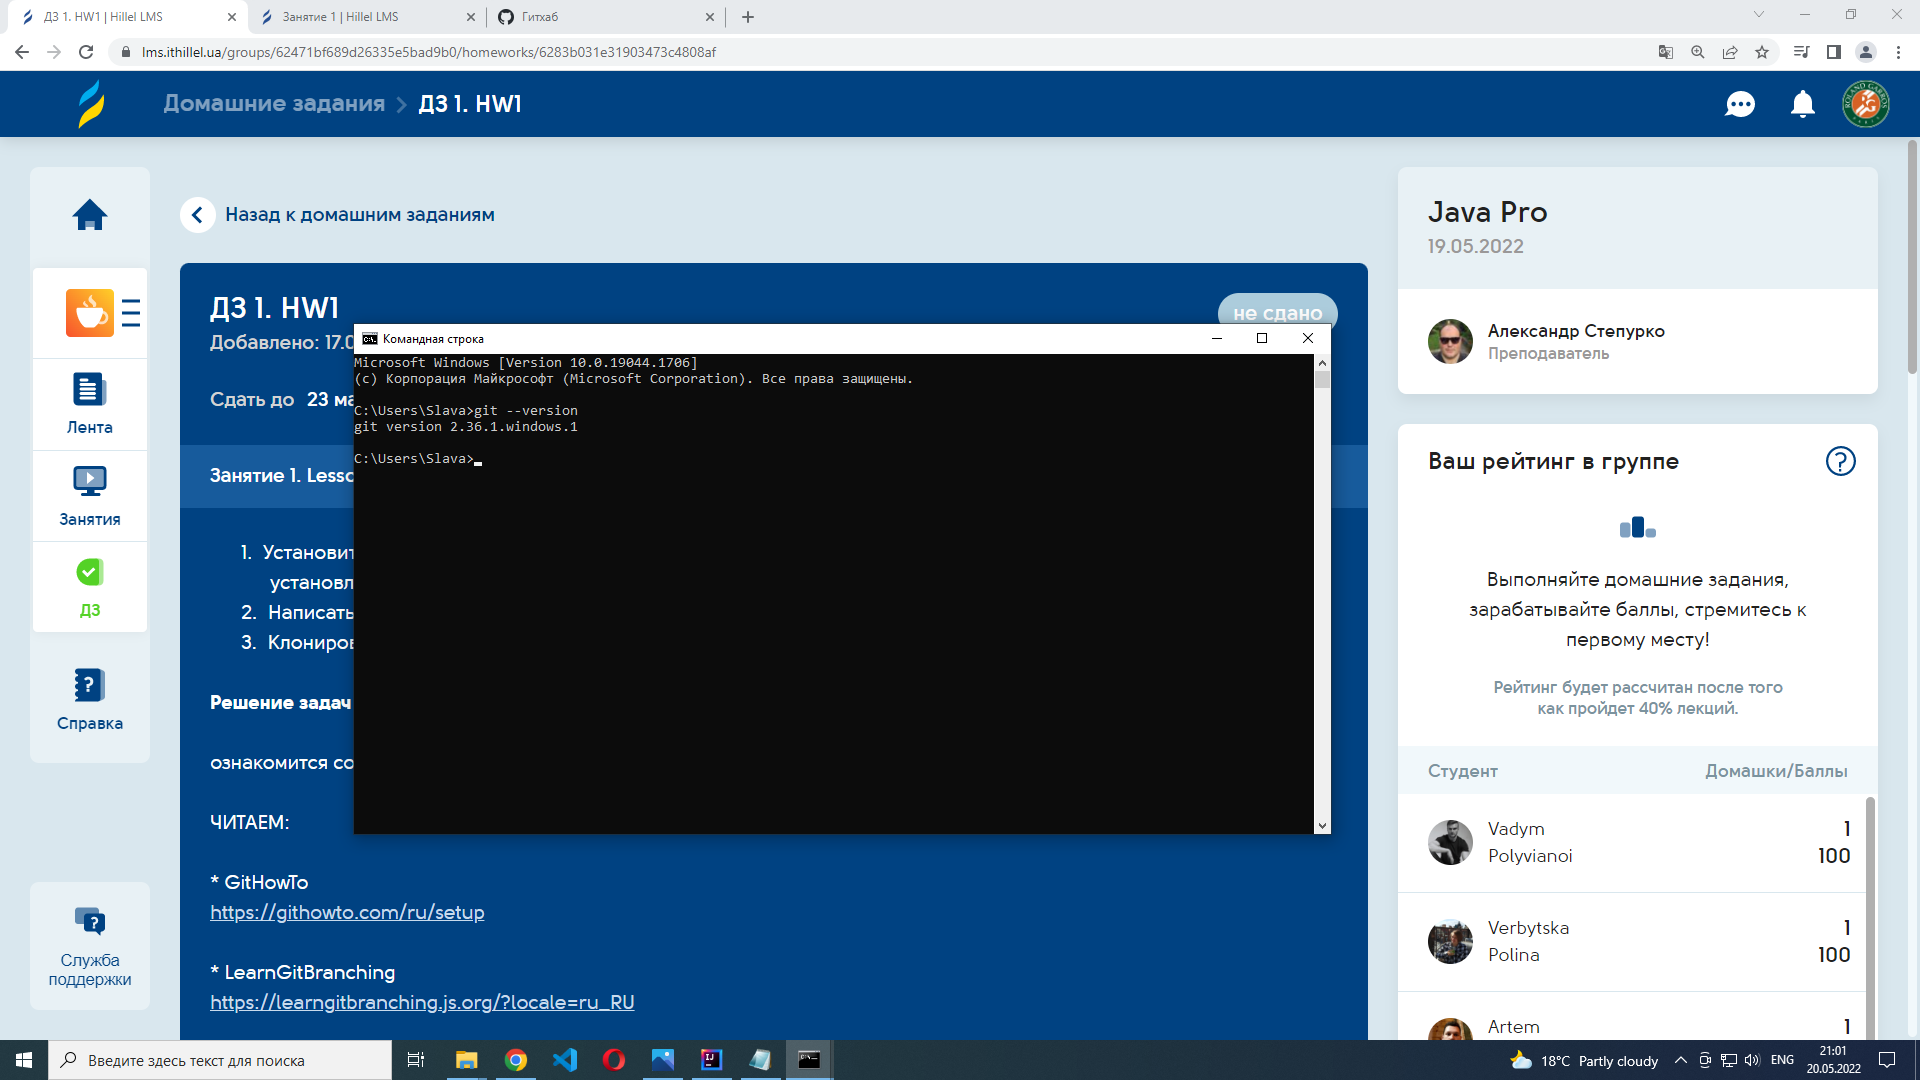 ДЗ 1. HW1 | Hillel LMS
Занятие 1 | Hillel LMS
Гитхаб
lms.ithillel.ua/groups/62471bf689d26335e5bad9b0/homeworks/6283b031e31903473c4808af
Домашние задания
ДЗ 1. HW1
Назад к домашним заданиям
ДЗ 1. HW1
не сдано
Добавлено: 17.0
Сдать до 23 ма
Занятие 1. Lesso
1. Установит
установл
2. Написать
3. Клониров
Решение задач
ознакомится со
ЧИТАЕМ:
* GitHowTo
https://githowto.com/ru/setup
* LearnGitBranching
https://learngitbranching.js.org/?locale=ru_RU
Командная строка
Microsoft Windows [Version 10.0.19044.1706]
(c) Корпорация Майкрософт (Microsoft Corporation). Все права защищены.
C:\Users\Slava>git --version
git version 2.36.1.windows.1
C:\Users\Slava>
Лента
Занятия
ДЗ
Справка
Служба
поддержки
Java Pro
19.05.2022
Александр Степурко
Преподаватель
Ваш рейтинг в группе
Выполняйте домашние задания,
зарабатывайте баллы, стремитесь к
первому месту!
Рейтинг будет рассчитан после того
как пройдет 40% лекций.
Студент Домашки/Баллы
Vadym 1
Polyvianoi 100
Verbytska 1
Polina 100
Artem 1
Введите здесь текст для поиска
18°C Partly cloudy
ENG
21:01
20.05.2022